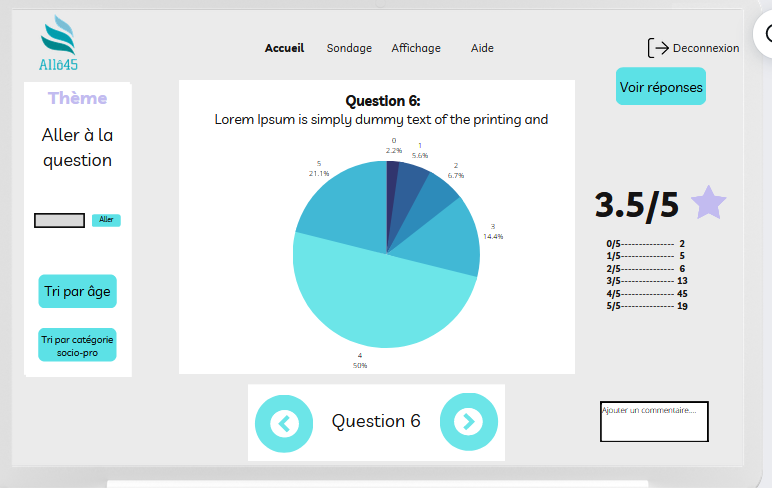 Allô45
Accueil Sondage Affichage Aide
Deconnexion
Thème
Aller à la
question
Aller
Tri par âge
Tri par catégorie
socio-pro
Question 6:
Lorem Ipsum is simply dummy text of the printing and
0
2.2%
1
5.6%
2
6.7%
3
14.4%
4
50%
5
21.1%
Question 6
Voir réponses
3.5/5
0/5-------------- 2
1/5-------------- 5
2/5-------------- 6
3/5-------------- 13
4/5-------------- 45
5/5-------------- 19
Ajouter un commentaire....